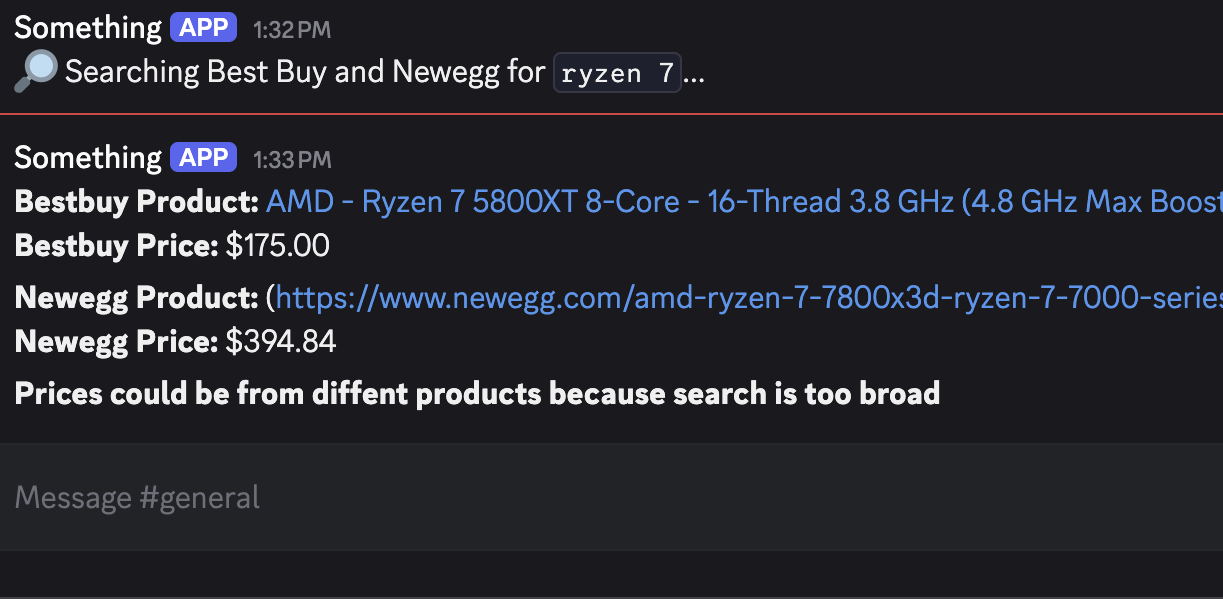 Something APP 1:32 PM
Searching Best Buy and Newegg for ryzen 7...
Something APP 1:33 PM
Bestbuy Product: AMD - Ryzen 7 5800XT 8-Core - 16-Thread 3.8 GHz (4.8 GHz Max Boost
Bestbuy Price: $175.00
Newegg Product: (https://www.newegg.com/amd-ryzen-7-7800x3d-ryzen-7-7000-series
Newegg Price: $394.84
Prices could be from diffent products because search is too broad
Message #general